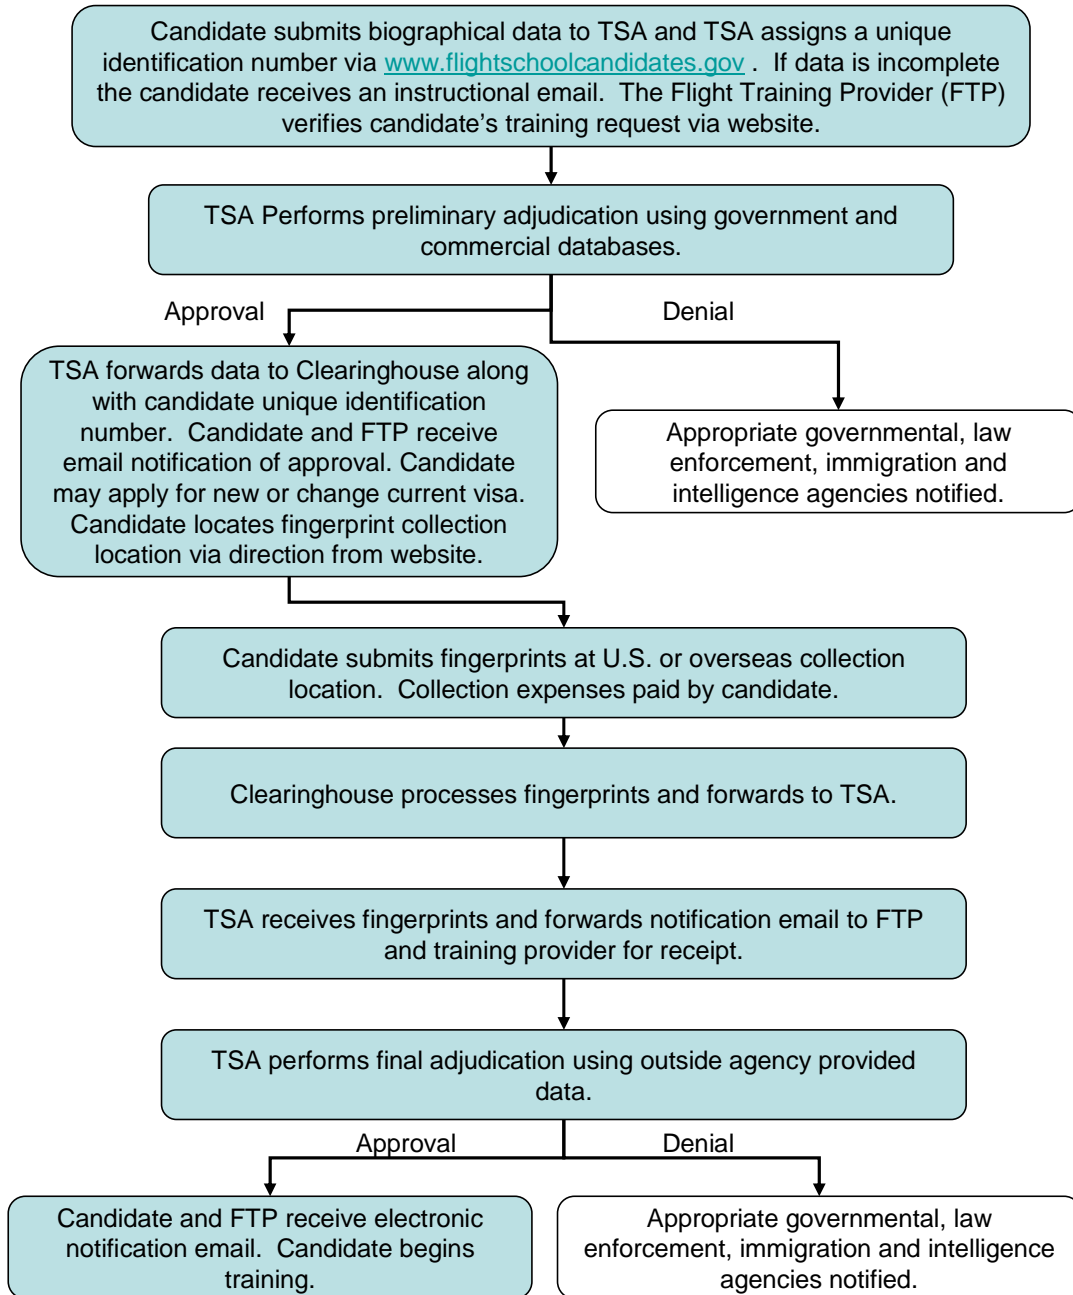 Candidate submits biographical data to TSA and TSA assigns a unique
identification number via www.flightschoolcandidates.gov .  If data is incomplete
the candidate receives an instructional email.  The Flight Training Provider (FTP)
verifies candidate's training request via website.
TSA Performs preliminary adjudication using government and
commercial databases.
Approval
Denial
TSA forwards data to Clearinghouse along
with candidate unique identification
number.  Candidate and FTP receive
email notification of approval. Candidate
may apply for new or change current visa.
Candidate locates fingerprint collection
location via direction from website.
Appropriate governmental, law
enforcement, immigration and
intelligence agencies notified.
Candidate submits fingerprints at U.S. or overseas collection
location.  Collection expenses paid by candidate.
Clearinghouse processes fingerprints and forwards to TSA.
TSA receives fingerprints and forwards notification email to FTP
and training provider for receipt.
TSA performs final adjudication using outside agency provided
data.
Approval
Denial
Candidate and FTP receive electronic
notification email.  Candidate begins
training.
Appropriate governmental, law
enforcement, immigration and intelligence
agencies notified.